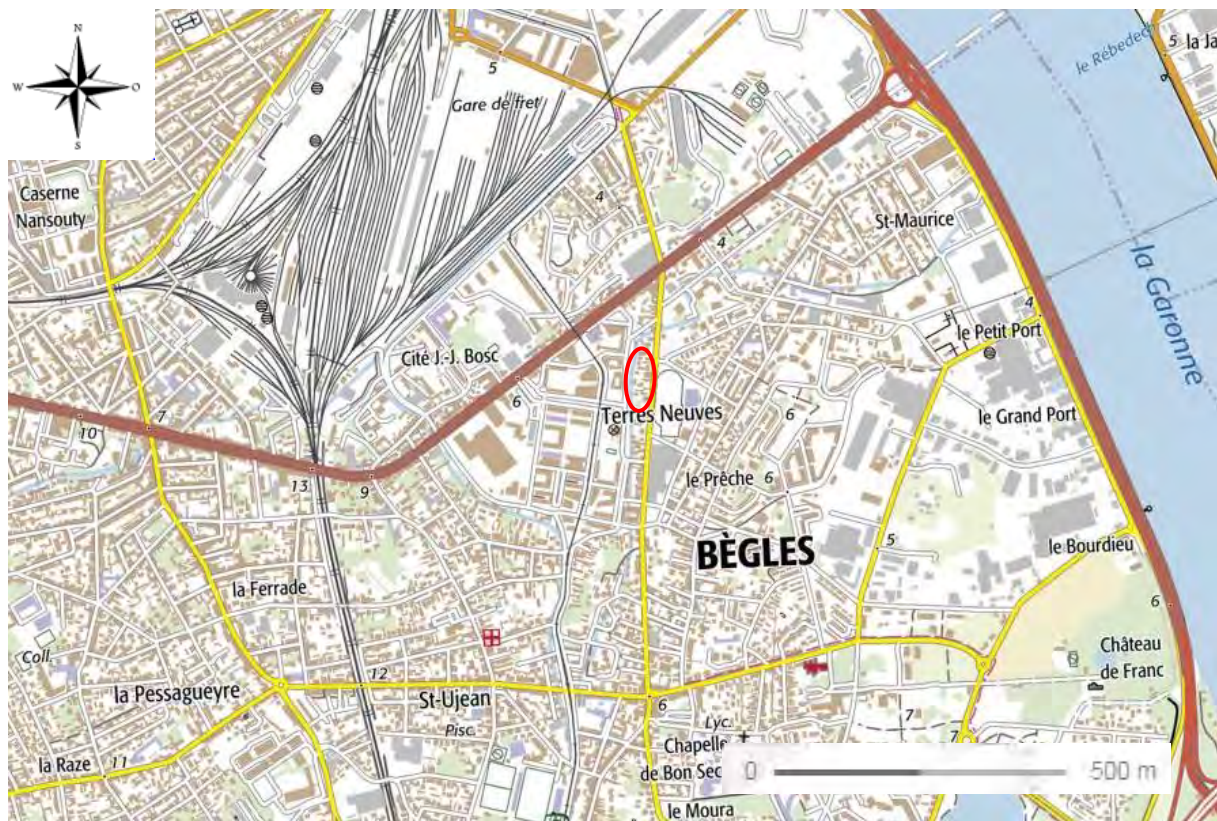 N
W
O
S
5
5
la Ja
le Rebedech
Gare de fret
Caserne
Nansouty
4
St-Maurice
4
la Garonne
4
le Petit Port
Cité J.-J. Bosc
6
Terres Neuves
le Grand Port
6
7
10
le Prêche
6
13
9
BÈGLES
5
le Bourdieu
la Ferrade
6
Coll.
Château
de Franc
12
la Pessagueyre
St-Ujean
6
Lyc.
7
Pisc.
7
Chapelle
de Bon Sec
la Raze
11
0
500 m
le Moura